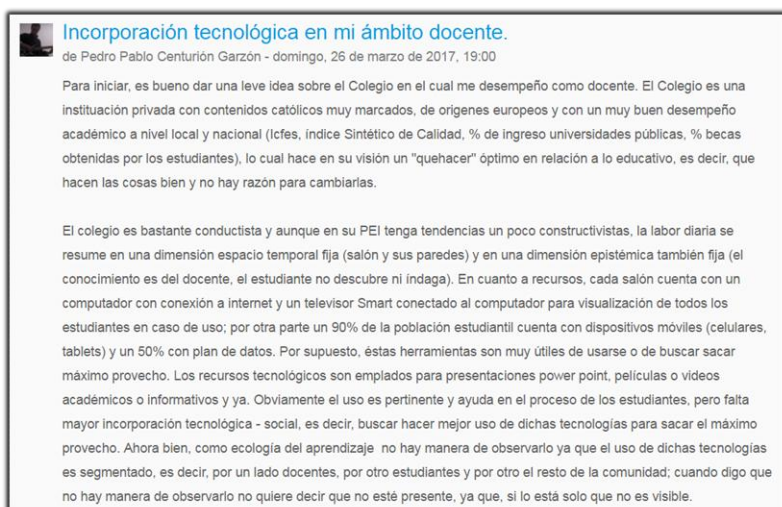 Incorporación tecnológica en mi ámbito docente.
de Pedro Pablo Centurión Garzón - domingo, 26 de marzo de 2017, 19:00
Para iniciar, es bueno dar una leve idea sobre el Colegio en el cual me desempeño como docente. El Colegio es una
instituación privada con contenidos católicos muy marcados, de origenes europeos y con un muy buen desempeño
académico a nivel local y nacional (Icfes, índice Sintético de Calidad, % de ingreso universidades públicas, % becas
obtenidas por los estudiantes), lo cual hace en su visión un "quehacer" óptimo en relación a lo educativo, es decir, que
hacen las cosas bien y no hay razón para cambiarlas.
El colegio es bastante conductista y aunque en su PEI tenga tendencias un poco constructivistas, la labor diaria se
resume en una dimensión espacio temporal fija (salón y sus paredes) y en una dimensión epistémica también fija (el
conocimiento es del docente, el estudiante no descubre ni índaga). En cuanto a recursos, cada salón cuenta con un
computador con conexión a internet y un televisor Smart conectado al computador para visualización de todos los
estudiantes en caso de uso; por otra parte un 90% de la población estudiantil cuenta con dispositivos móviles (celulares,
tablets) y un 50% con plan de datos. Por supuesto, éstas herramientas son muy útiles de usarse o de buscar sacar
máximo provecho. Los recursos tecnológicos son emplados para presentaciones power point, películas o videos
académicos o informativos y ya. Obviamente el uso es pertinente y ayuda en el proceso de los estudiantes, pero falta
mayor incorporación tecnológica - social, es decir, buscar hacer mejor uso de dichas tecnologías para sacar el máximo
provecho. Ahora bien, como ecología del aprendizaje no hay manera de observarlo ya que el uso de dichas tecnologías
es segmentado, es decir, por un lado docentes, por otro estudiantes y por otro el resto de la comunidad; cuando digo que
no hay manera de observarlo no quiere decir que no esté presente, ya que, si lo está solo que no es visible.